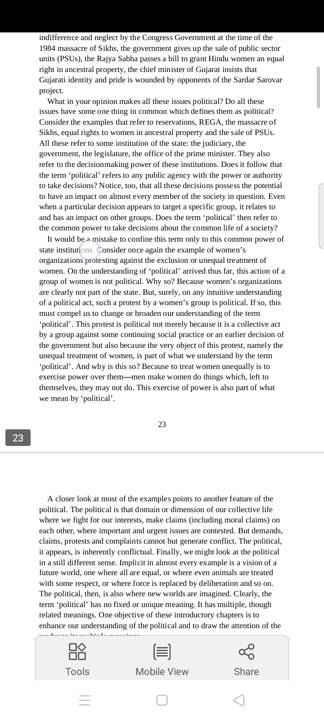 indifference and neglect by the Congress Government at the time of the
1984 massacre of Sikhs, the government gives up the sale of public sector
units (PSUs), the Rajya Sabha passes a bill to grant Hindu women an equal
right in ancestral property, the chief minister of Gujarat insists that
Gujarati identity and pride is wounded by opponents of the Sardar Sarovar
project.
What in your opinion makes all these issues political? Do all these
issues have some one thing in common which defines them as political?
Consider the examples that refer to reservations, REGA, the massacre of
Sikhs, equal rights to women in ancestral property and the sale of PSUs.
All these refer to some institution of the state: the judiciary, the
government, the legislature, the office of the prime minister. They also
refer to the decisionmaking power of these institutions. Does it follow that
the term ‘political’ refers to any public agency with the power or authority
to take decisions? Notice, too, that all these decisions possess the potential
to have an impact on almost every member of the society in question. Even
when a particular decision appears to target a specific group, it relates to
and has an impact on other groups. Does the term ‘political’ then refer to
the common power to take decisions about the common life of a society?
It would be a mistake to confine this term only to this common power of
state institutions. Consider once again the example of women’s
organizations protesting against the exclusion or unequal treatment of
women. On the understanding of ‘political’ arrived thus far, this action of a
group of women is not political. Why so? Because women’s organizations
are clearly not part of the state. But, surely, on any intuitive understanding
of a political act, such a protest by a women’s group is political. If so, this
must compel us to change or broaden our understanding of the term
‘political’. This protest is political not merely because it is a collective act
by a group against some continuing social practice or an earlier decision of
the government but also because the very object of this protest, namely the
unequal treatment of women, is part of what we understand by the term
‘political’. And why is this so? Because to treat women unequally is to
exercise power over them—men make women do things which, left to
themselves, they may not do. This exercise of power is also part of what
we mean by ‘political’.
23
23
A closer look at most of the examples points to another feature of the
political. The political is that domain or dimension of our collective life
where we fight for our interests, make claims (including moral claims) on
each other, where important and urgent issues are contested. But demands,
claims, protests and complaints cannot but generate conflict. The political,
it appears, is inherently conflictual. Finally, we might look at the political
in a still different sense. Implicit in almost every example is a vision of a
future world, one where all are equal, or where even animals are treated
with some respect, or where force is replaced by deliberation and so on.
The political, then, is also where new worlds are imagined. Clearly, the
term ‘political’ has no fixed or unique meaning. It has multiple, though
related meanings. One objective of these introductory chapters is to
enhance our understanding of the political and to draw the attention of the
Tools
Mobile View
Share